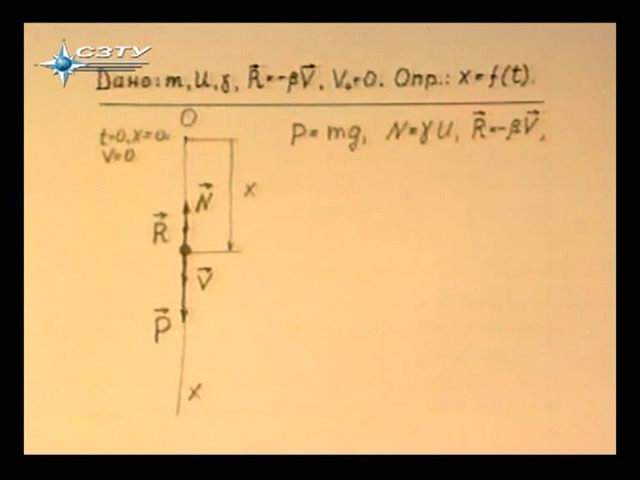 СЗТУ
Дано: m, U, γ, R⃗=-βV⃗, V₀=0. Опр.: x=f(t).
O
t=0, x=0.
V=0.
P=mg, N=γU, R⃗=-βV⃗,
N⃗
x
R⃗
V⃗
P⃗
x